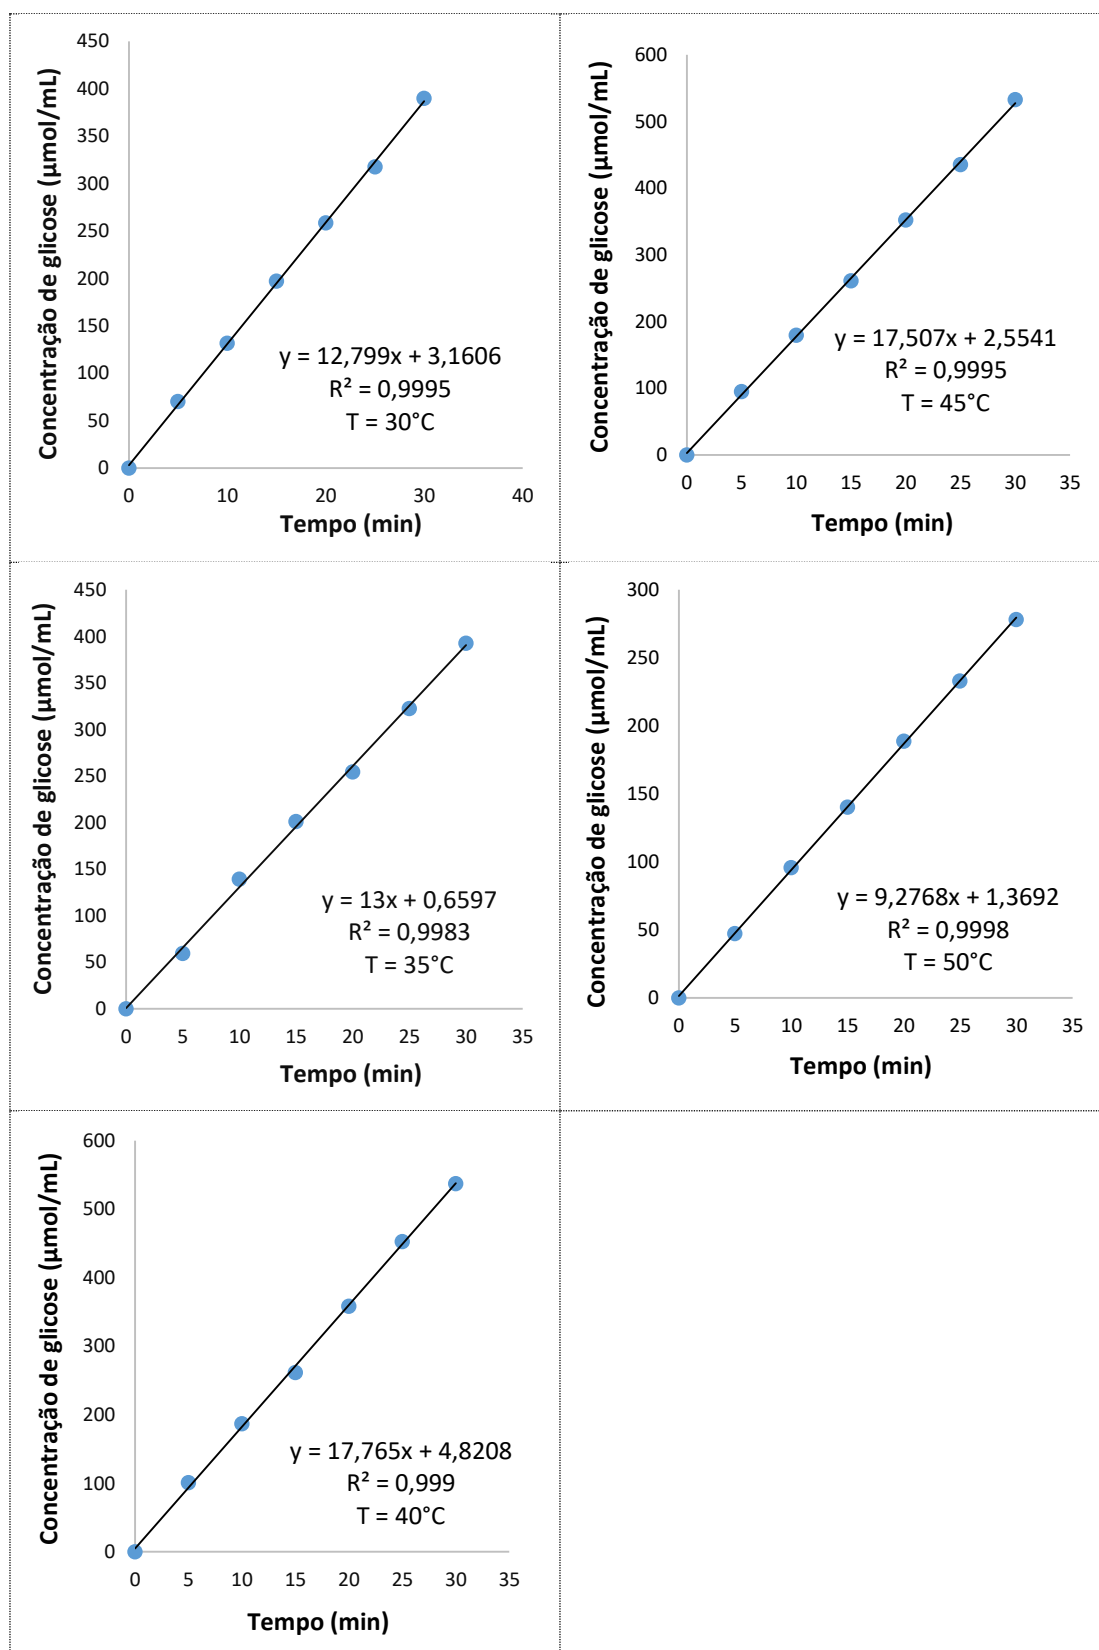 Concentração de glicose (µmol/mL)
450
400
350
300
250
200
150
100
50
0
y = 12,799x + 3,1606
R² = 0,9995
T = 30°C
0 10 20 30 40
Tempo (min)
Concentração de glicose (µmol/mL)
600
500
400
300
200
100
0
y = 17,507x + 2,5541
R² = 0,9995
T = 45°C
0 5 10 15 20 25 30 35
Tempo (min)
Concentração de glicose (µmol/mL)
450
400
350
300
250
200
150
100
50
0
y = 13x + 0,6597
R² = 0,9983
T = 35°C
0 5 10 15 20 25 30 35
Tempo (min)
Concentração de glicose (µmol/mL)
300
250
200
150
100
50
0
y = 9,2768x + 1,3692
R² = 0,9998
T = 50°C
0 5 10 15 20 25 30 35
Tempo (min)
Concentração de glicose (µmol/mL)
600
500
400
300
200
100
0
y = 17,765x + 4,8208
R² = 0,999
T = 40°C
0 5 10 15 20 25 30 35
Tempo (min)